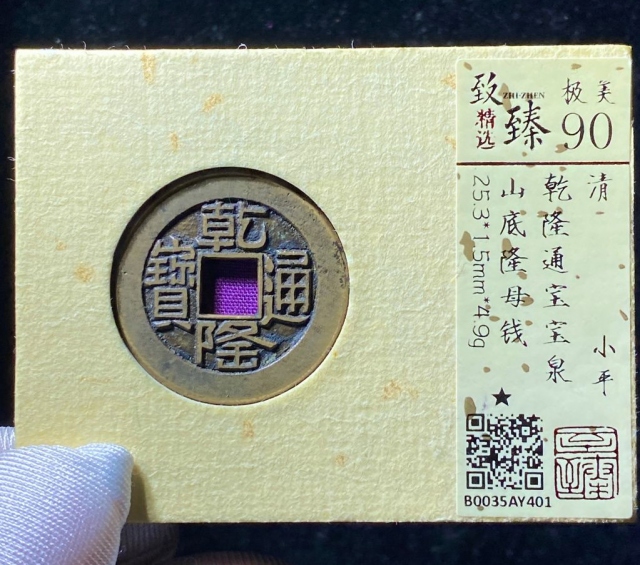 乾隆通寶
致臻
ZHI·ZHEN
精选
极美
90
清
小平
乾隆通宝宝泉
山底隆母钱
25.3*1.5mm*4.9g
★
BQ035AY401